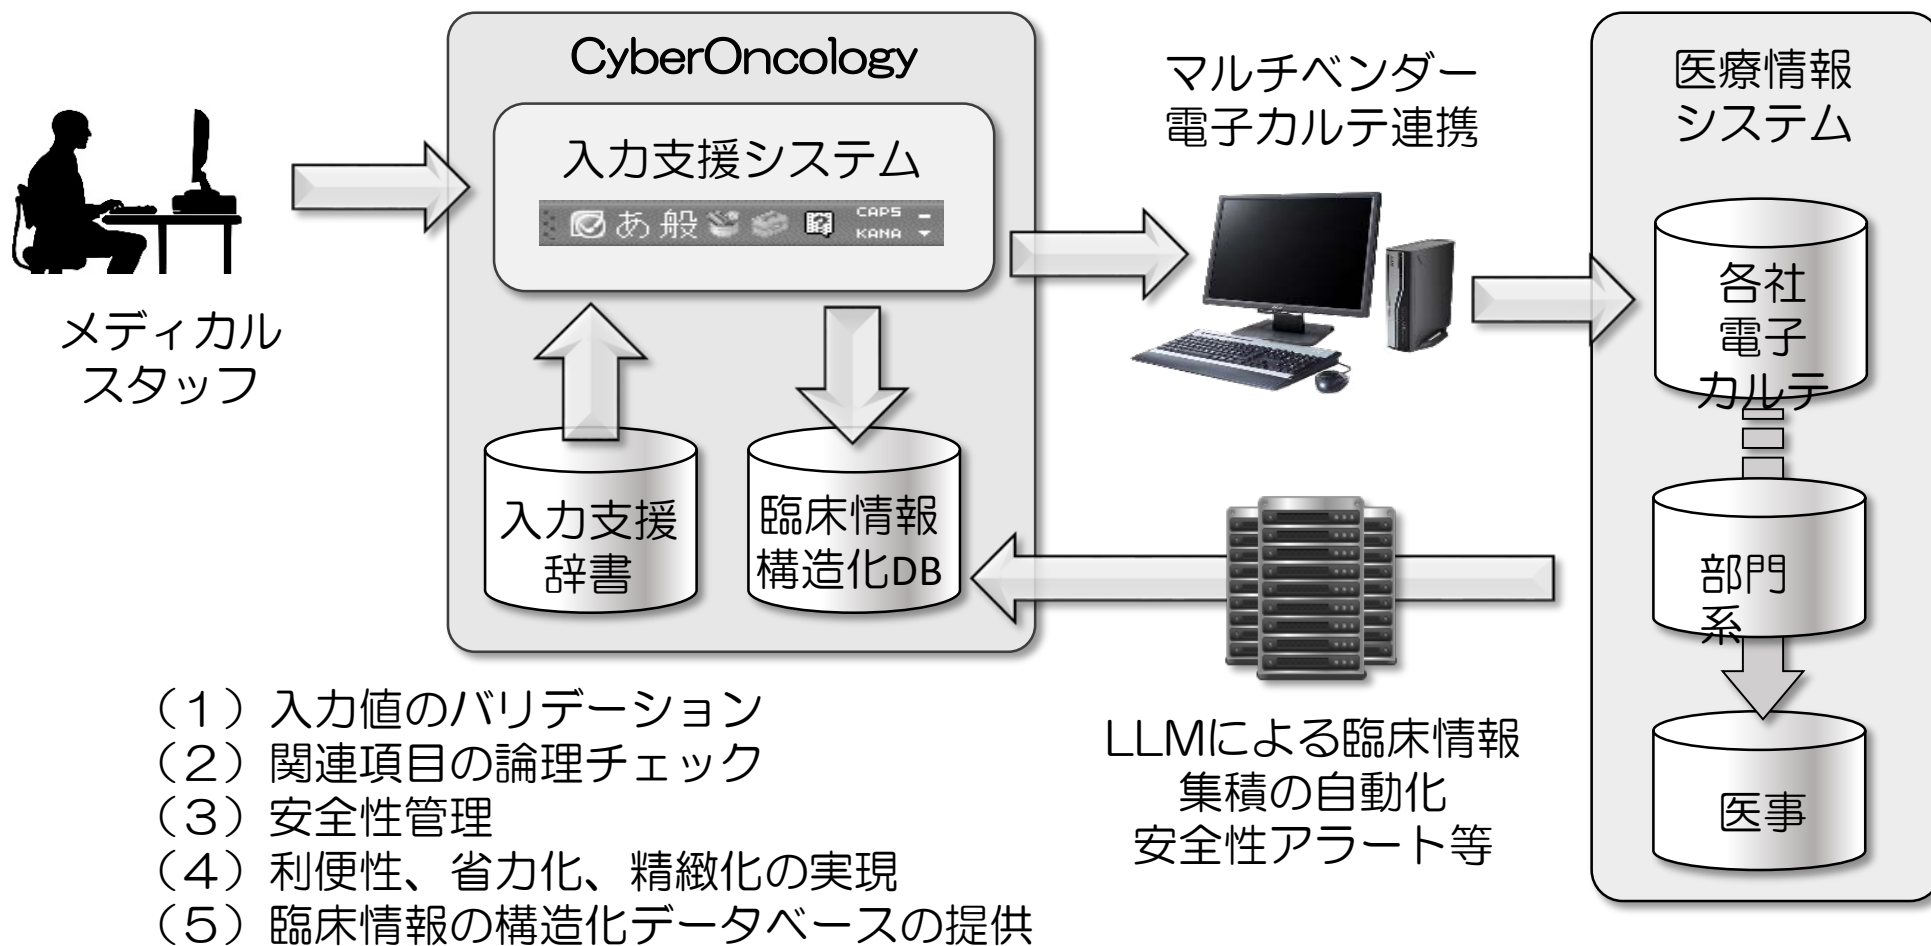 CyberOncology
入力支援システム
あ 般
CAPS
KANA
メディカル
スタッフ
入力支援
辞書
臨床情報
構造化DB
マルチベンダー
電子カルテ連携
医療情報
システム
各社
電子
カルテ
部門
系
医事
LLMによる臨床情報
集積の自動化
安全性アラート等
（１）入力値のバリデーション
（２）関連項目の論理チェック
（３）安全性管理
（４）利便性、省力化、精緻化の実現
（５）臨床情報の構造化データベースの提供